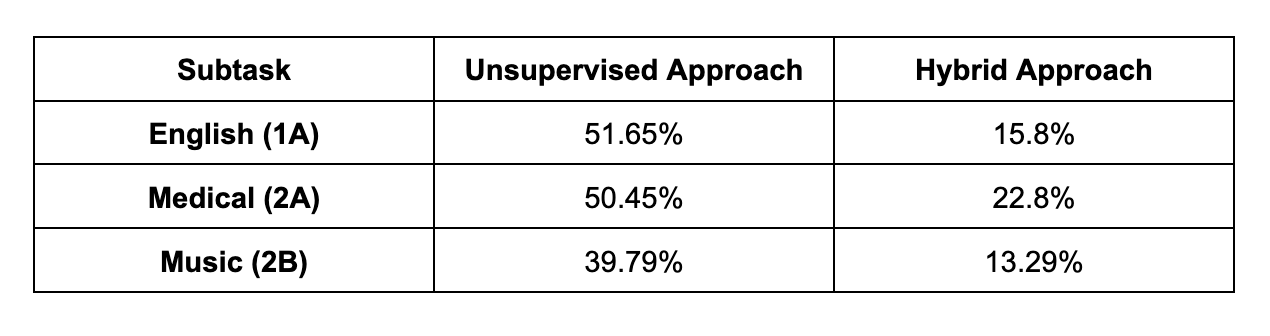 Subtask Unsupervised Approach Hybrid Approach
English (1A) 51.65% 15.8%
Medical (2A) 50.45% 22.8%
Music (2B) 39.79% 13.29%